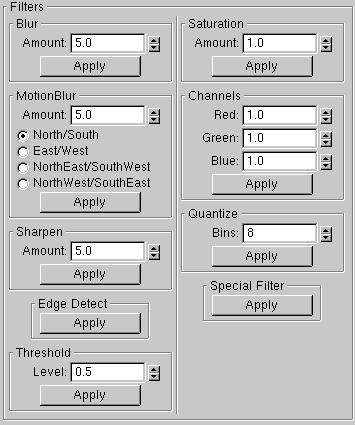 Filters
Blur
Amount: 5.0
Apply
MotionBlur
Amount: 5.0
North/South
East/West
NorthEast/SouthWest
NorthWest/SouthEast
Apply
Sharpen
Amount: 5.0
Apply
Edge Detect
Apply
Threshold
Level: 0.5
Apply
Saturation
Amount: 1.0
Apply
Channels
Red: 1.0
Green: 1.0
Blue: 1.0
Apply
Quantize
Bins: 8
Apply
Special Filter
Apply